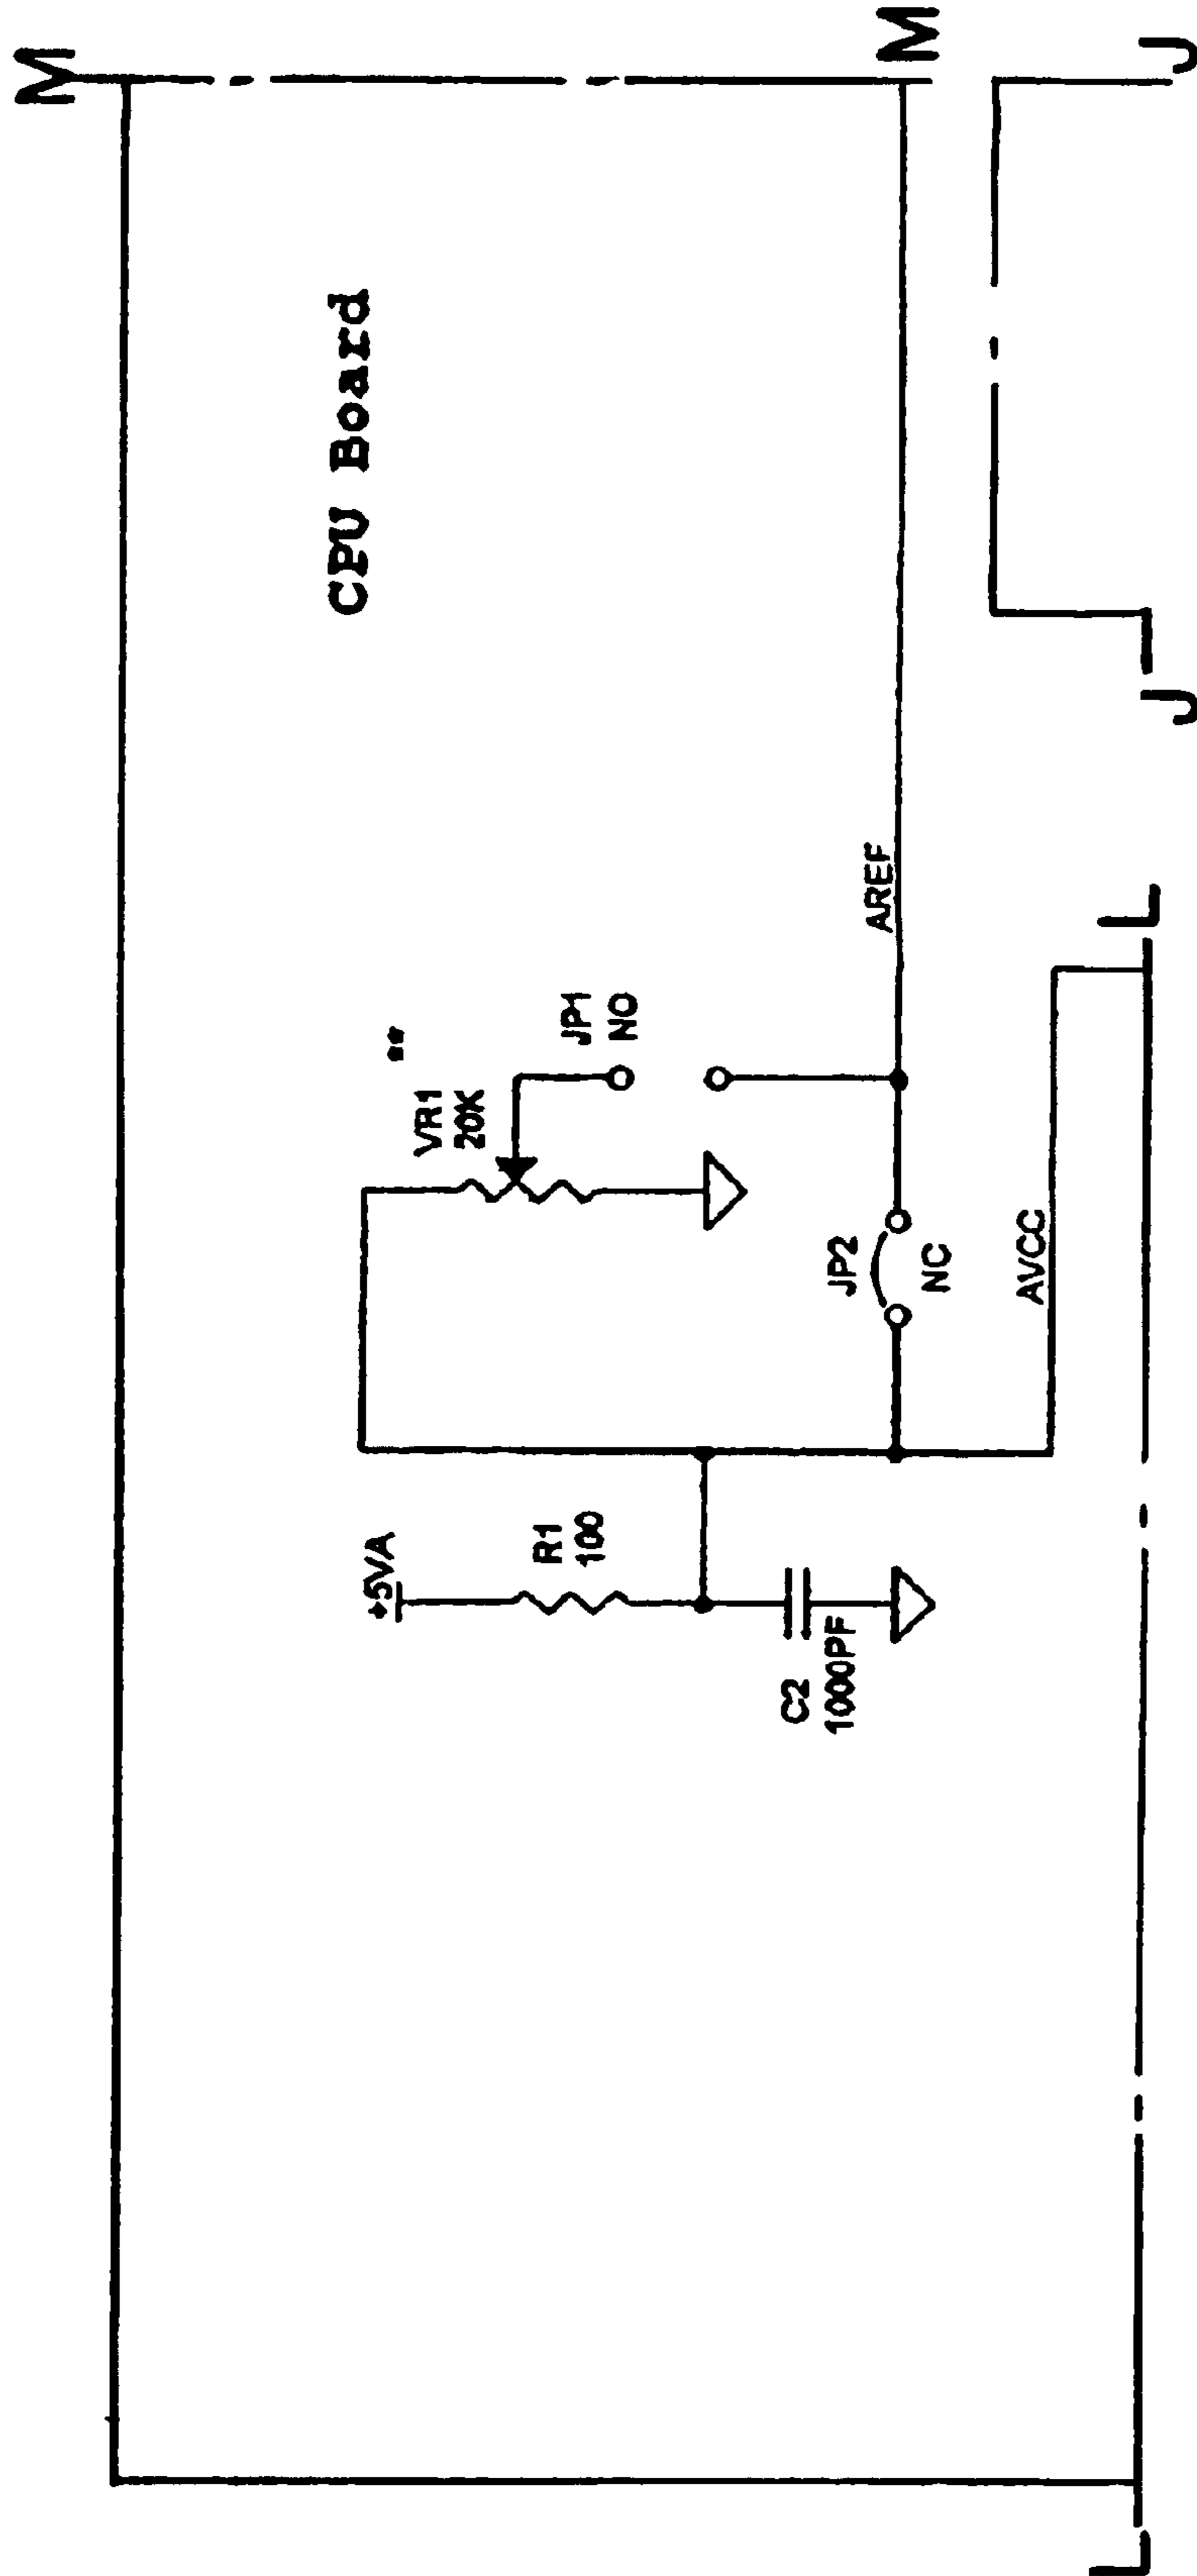 M
M
CPU Board
J
J
**
VR1
20K
JP1
NO
AREF
L
JP2
NC
AVCC
+5VA
R1
100
C2
1000PF
L